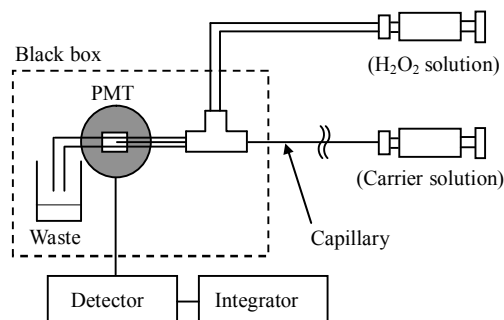 Black box
(H₂O₂ solution)
PMT
(Carrier solution)
Waste
Capillary
Detector
Integrator